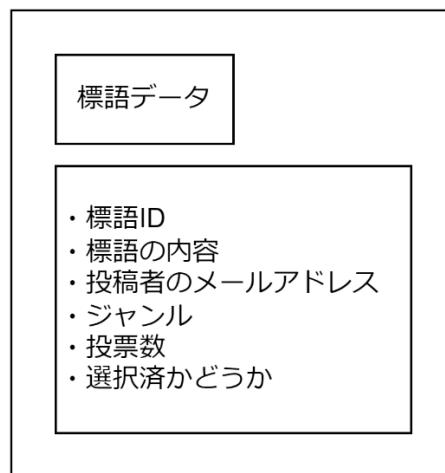 標語データ
・標語ID
・標語の内容
・投稿者のメールアドレス
・ジャンル
・投票数
・選択済かどうか